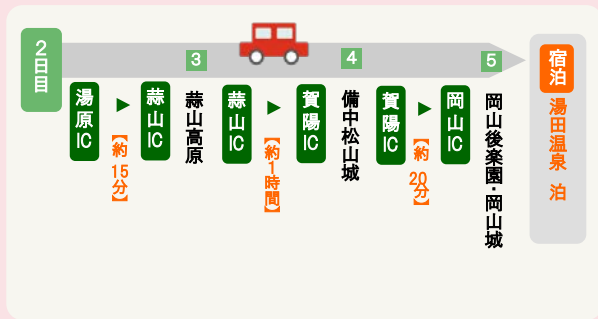 2日目
湯原IC
▶
【約15分】
蒜山IC
3
蒜山高原
蒜山IC
▶
【約1時間】
賀陽IC
4
備中松山城
賀陽IC
▶
【約20分】
岡山IC
5
岡山後楽園・岡山城
宿泊
湯田温泉 泊